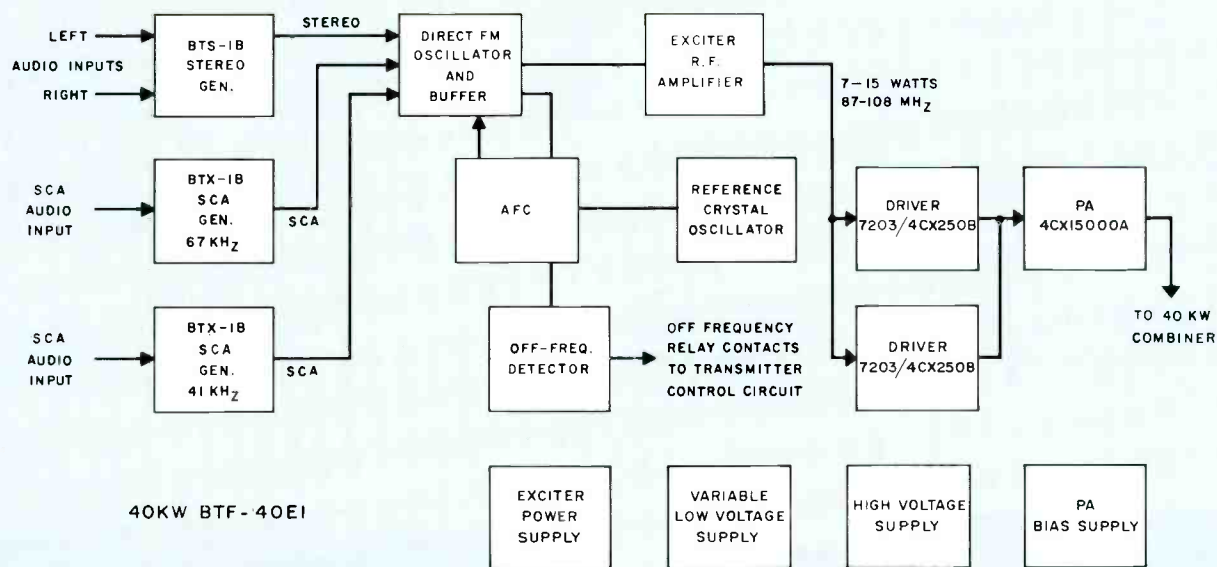 LEFT
AUDIO INPUTS
RIGHT
BTS-1B
STEREO
GEN.
STEREO
DIRECT FM
OSCILLATOR
AND
BUFFER
EXCITER
R.F.
AMPLIFIER
7-15 WATTS
87-108 MHZ
SCA
AUDIO
INPUT
BTX-1B
SCA
GEN.
67 KHZ
SCA
AFC
REFERENCE
CRYSTAL
OSCILLATOR
DRIVER
7203/4CX250B
PA
4CX15000A
TO 40 KW
COMBINER
SCA
AUDIO
INPUT
BTX-1B
SCA
GEN.
41 KHZ
SCA
OFF-FREQ.
DETECTOR
OFF FREQUENCY
RELAY CONTACTS
TO TRANSMITTER
CONTROL CIRCUIT
DRIVER
7203/4CX250B
40KW BTF-40E1
EXCITER
POWER
SUPPLY
VARIABLE
LOW VOLTAGE
SUPPLY
HIGH VOLTAGE
SUPPLY
PA
BIAS SUPPLY